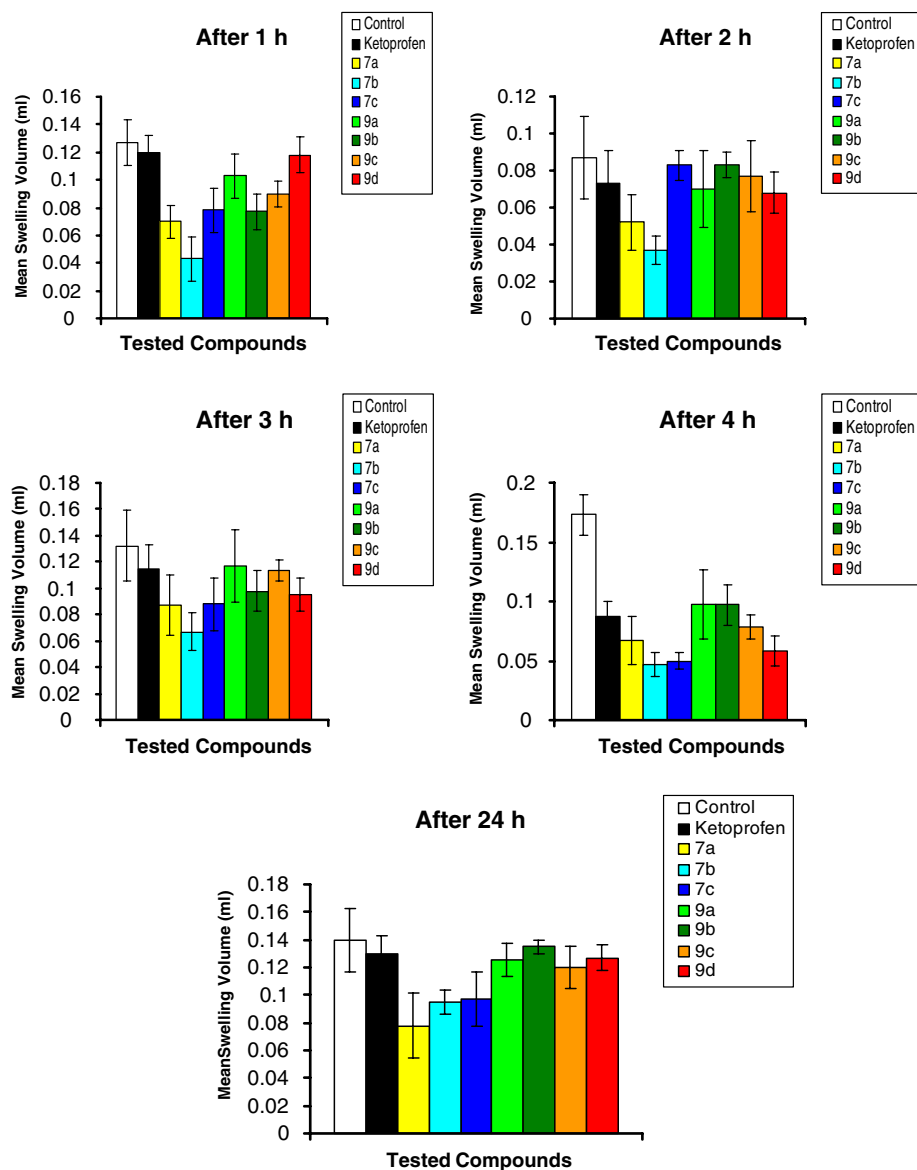 After 1 h
Control
Ketoprofen
7a
7b
7c
9a
9b
9c
9d
Mean Swelling Volume (ml)
0.16
0.14
0.12
0.1
0.08
0.06
0.04
0.02
0
Tested Compounds
After 2 h
Control
Ketoprofen
7a
7b
7c
9a
9b
9c
9d
Mean Swelling Volume (ml)
0.12
0.1
0.08
0.06
0.04
0.02
0
Tested Compounds
After 3 h
Control
Ketoprofen
7a
7b
7c
9a
9b
9c
9d
Mean Swelling Volume (ml)
0.18
0.16
0.14
0.12
0.1
0.08
0.06
0.04
0.02
0
Tested Compounds
After 4 h
Control
Ketoprofen
7a
7b
7c
9a
9b
9c
9d
Mean Swelling Volume (ml)
0.2
0.15
0.1
0.05
0
Tested Compounds
After 24 h
Control
Ketoprofen
7a
7b
7c
9a
9b
9c
9d
MeanSwelling Volume (ml)
0.18
0.16
0.14
0.12
0.1
0.08
0.06
0.04
0.02
0
Tested Compounds